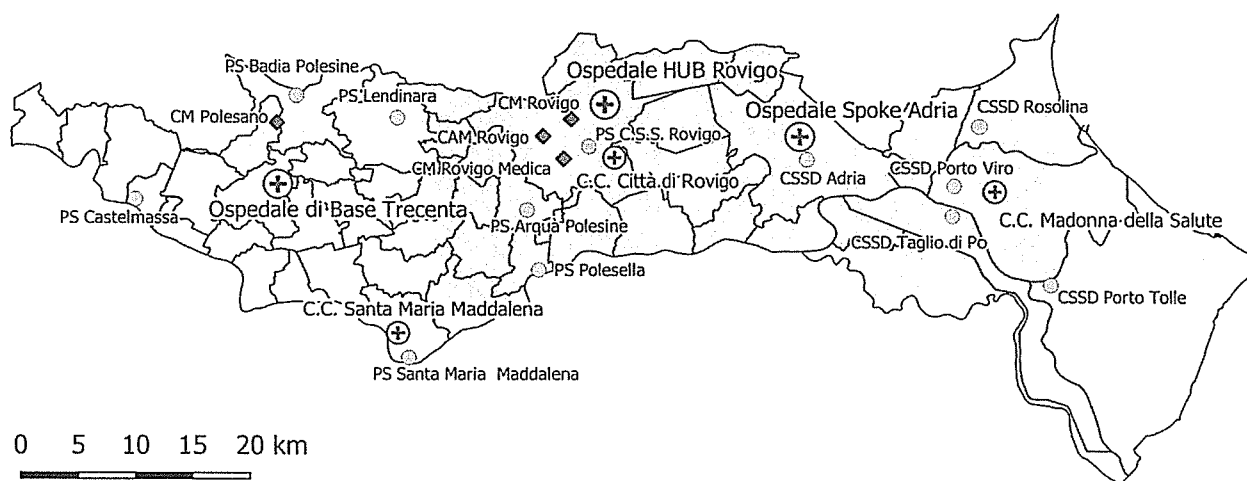 PS Badia Polesine
Ospedale HUB Rovigo
PS Lendinara
CM Rovigo
Ospedale Spoke Adria
CSSD Rosolina
CM Polesano
CAM Rovigo
PS C.S.S. Rovigo
CM Rovigo Medica
C.C. Città di Rovigo
CSSD Adria
CSSD Porto Viro
PS Castelmassa
Ospedale di Base Trecenta
PS Arquà Polesine
C.C. Madonna della Salute
CSSD Taglio di Po
PS Polesella
CSSD Porto Tolle
C.C. Santa Maria Maddalena
PS Santa Maria Maddalena
0 5 10 15 20 km